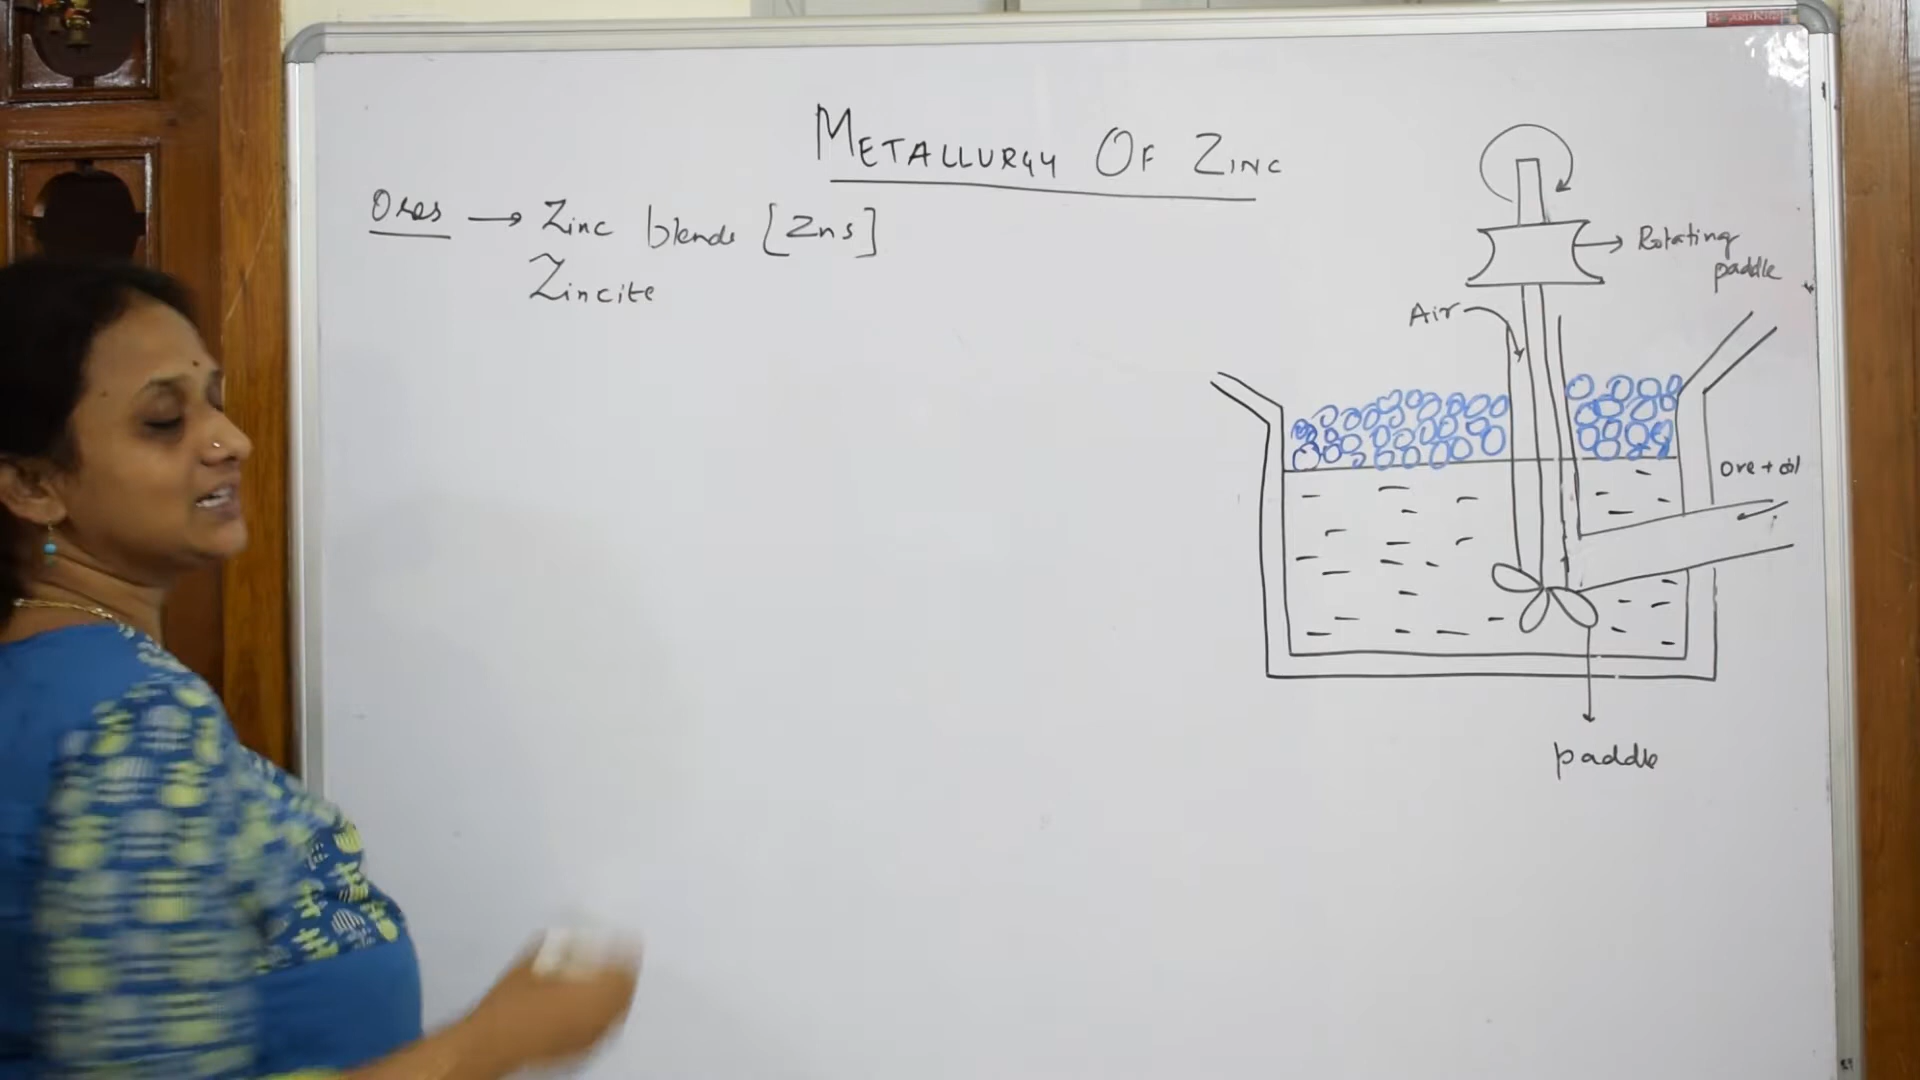 METALLURGY OF ZINC
Ores → Zinc blende [Zns]
Zincite
Rotating
paddle
Air
Ore + oil
paddle